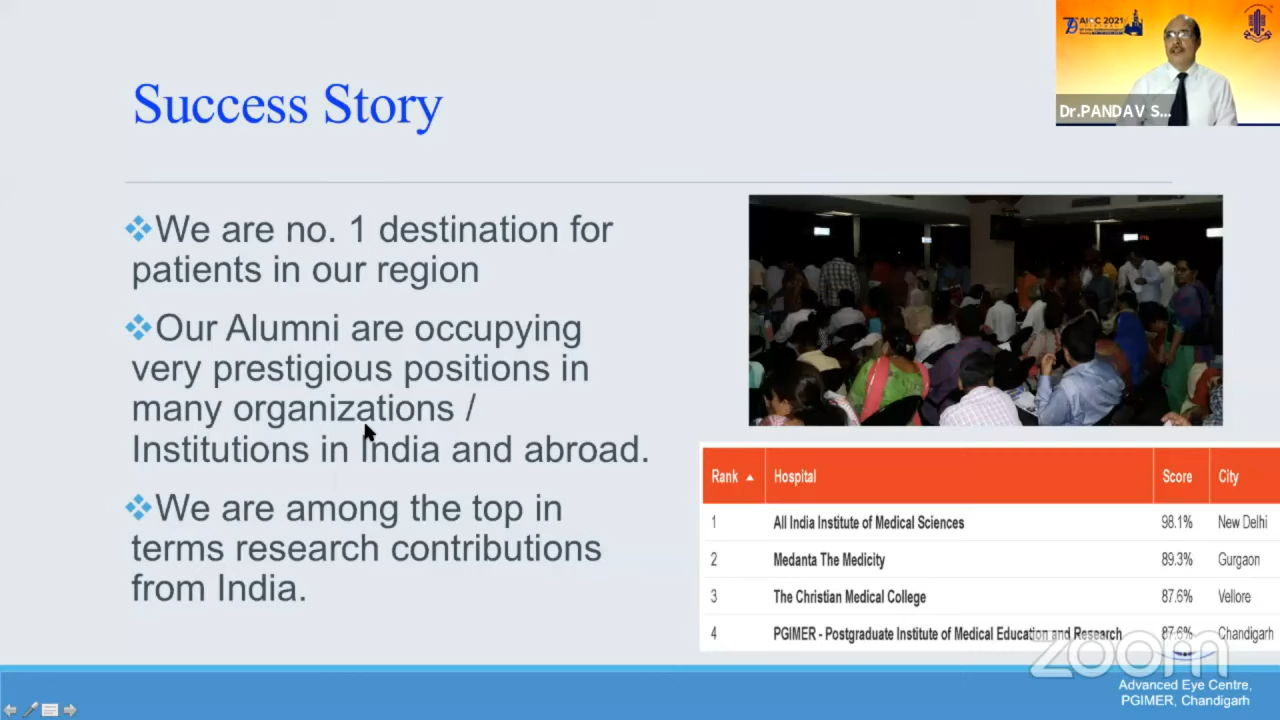 Success Story
❖We are no. 1 destination for
patients in our region
❖Our Alumni are occupying
very prestigious positions in
many organizations /
Institutions in India and abroad.
❖We are among the top in
terms research contributions
from India.
AIOC 2021
Dr.PANDAV S...
Rank ▲ Hospital Score City
1 All India Institute of Medical Sciences 98.1% New Delhi
2 Medanta The Medicity 89.3% Gurgaon
3 The Christian Medical College 87.6% Vellore
4 PGIMER - Postgraduate Institute of Medical Education and Research 87.6% Chandigarh
zoom
Advanced Eye Centre,
PGIMER, Chandigarh